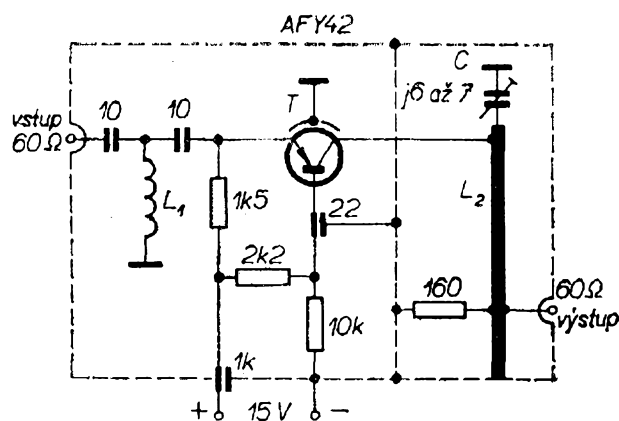 AFY42
C
j6 až 7
T
10
10
vstup
60Ω
L₁
1k5
22
L₂
2k2
160
60Ω
výstup
10k
1k
+ 15 V −